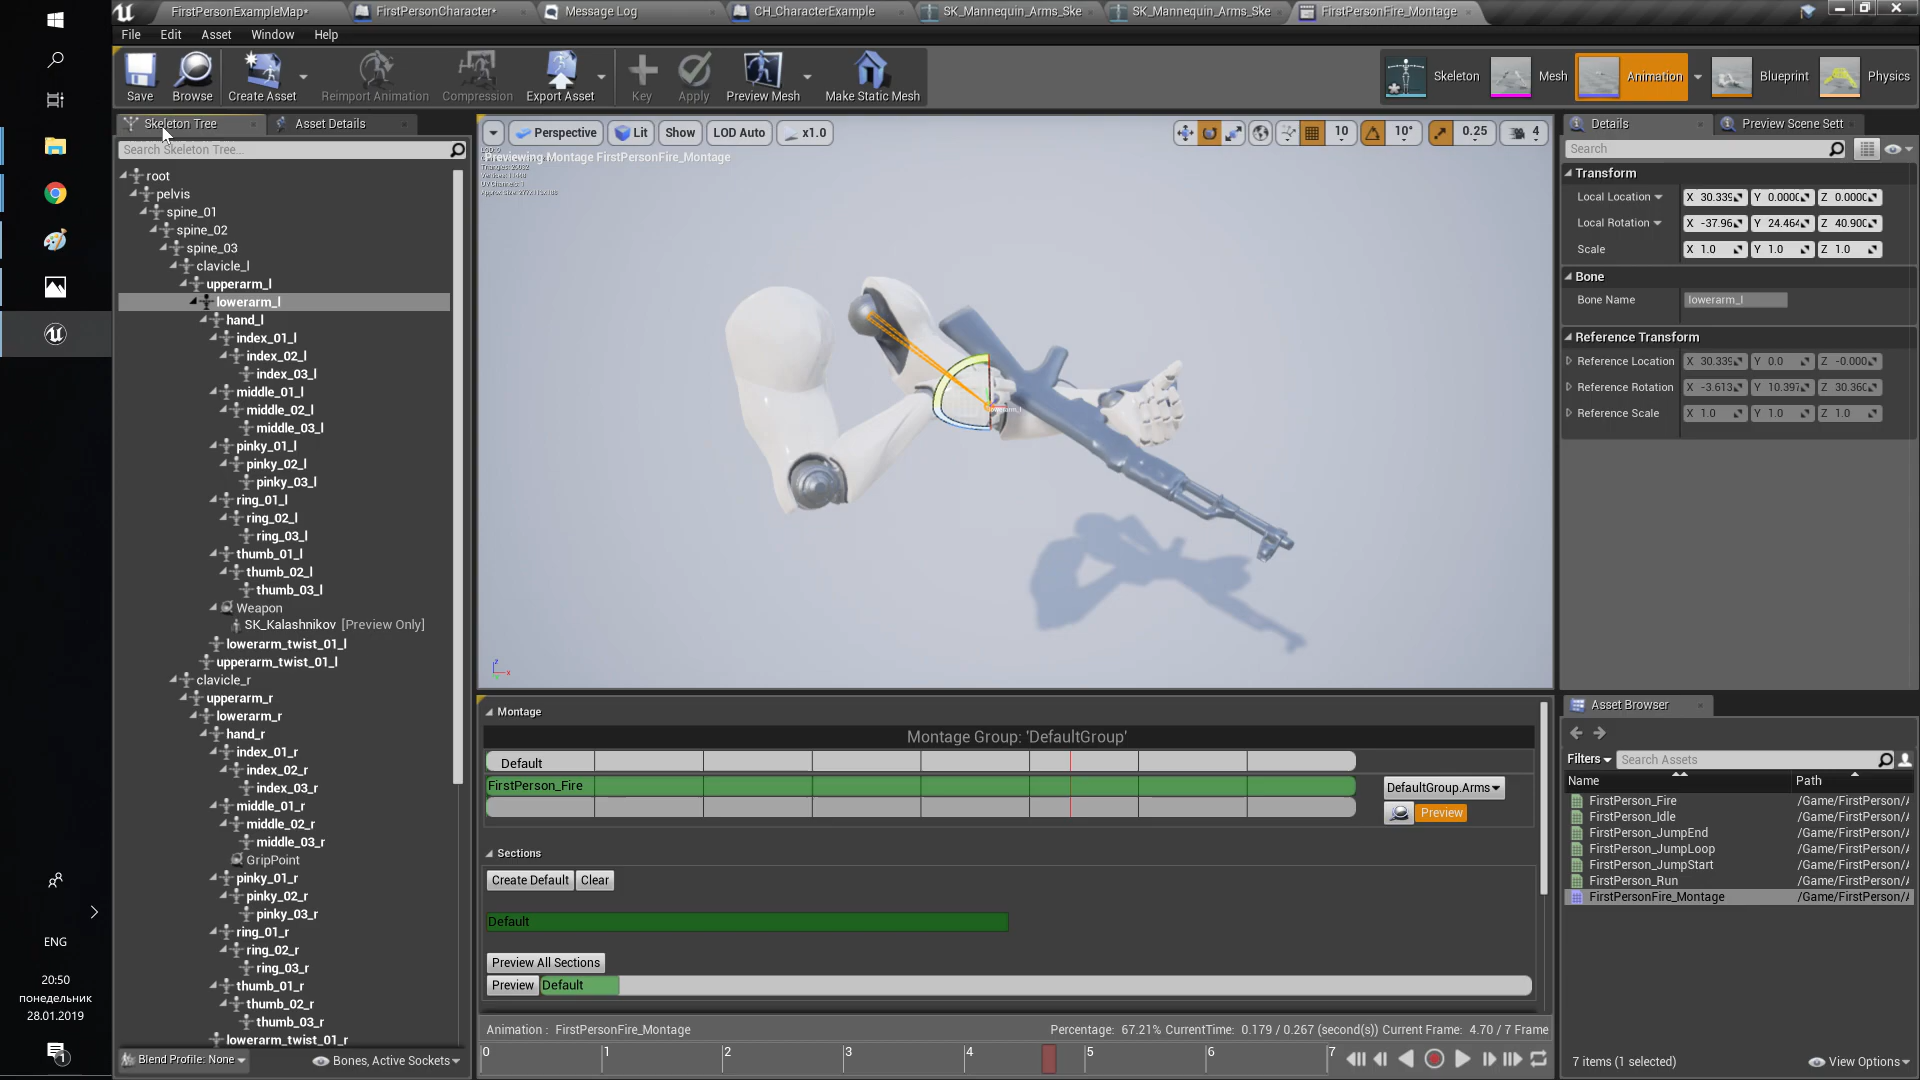 FirstPersonExampleMap*
FirstPersonCharacter*
Message Log
CH_CharacterExample
SK_Mannequin_Arms_Ske
SK_Mannequin_Arms_Ske
FirstPersonFire_Montage
File Edit Asset Window Help
Save Browse Create Asset Reimport Animation Compression Export Asset Key Apply Preview Mesh Make Static Mesh
Skeleton Mesh Animation Blueprint Physics
Skeleton Tree
Asset Details
Search Skeleton Tree...
root
pelvis
spine_01
spine_02
spine_03
clavicle_l
upperarm_l
lowerarm_l
hand_l
index_01_l
index_02_l
index_03_l
middle_01_l
middle_02_l
middle_03_l
pinky_01_l
pinky_02_l
pinky_03_l
ring_01_l
ring_02_l
ring_03_l
thumb_01_l
thumb_02_l
thumb_03_l
Weapon
SK_Kalashnikov [Preview Only]
lowerarm_twist_01_l
upperarm_twist_01_l
clavicle_r
upperarm_r
lowerarm_r
hand_r
index_01_r
index_02_r
index_03_r
middle_01_r
middle_02_r
middle_03_r
GripPoint
pinky_01_r
pinky_02_r
pinky_03_r
ring_01_r
ring_02_r
ring_03_r
thumb_01_r
thumb_02_r
thumb_03_r
lowerarm_twist_01_r
Blend Profile: None
Bones, Active Sockets
Perspective Lit Show LOD Auto x1.0
10 10° 0.25 4
Previewing Montage FirstPersonFire_Montage
lowerarm_l
Montage
Montage Group: 'DefaultGroup'
Default
FirstPerson_Fire
DefaultGroup.Arms
Preview
Sections
Create Default Clear
Default
Preview All Sections
Preview Default
Animation : FirstPersonFire_Montage
Percentage: 67.21% CurrentTime: 0.179 / 0.267 (second(s)) Current Frame: 4.70 / 7 Frame
0 1 2 3 4 5 6 7
Details
Preview Scene Sett
Search
Transform
Local Location X 30.339 Y 0.000 Z 0.000
Local Rotation X -37.96 Y 24.464 Z 40.900
Scale X 1.0 Y 1.0 Z 1.0
Bone
Bone Name lowerarm_l
Reference Transform
Reference Location X 30.339 Y 0.0 Z -0.000
Reference Rotation X -3.613 Y 10.397 Z 30.360
Reference Scale X 1.0 Y 1.0 Z 1.0
Asset Browser
Filters Search Assets
Name Path
FirstPerson_Fire /Game/FirstPerson/
FirstPerson_Idle /Game/FirstPerson/
FirstPerson_JumpEnd /Game/FirstPerson/
FirstPerson_JumpLoop /Game/FirstPerson/
FirstPerson_JumpStart /Game/FirstPerson/
FirstPerson_Run /Game/FirstPerson/
FirstPersonFire_Montage /Game/FirstPerson/
7 items (1 selected)
View Options
ENG
20:50
понедельник
28.01.2019
1